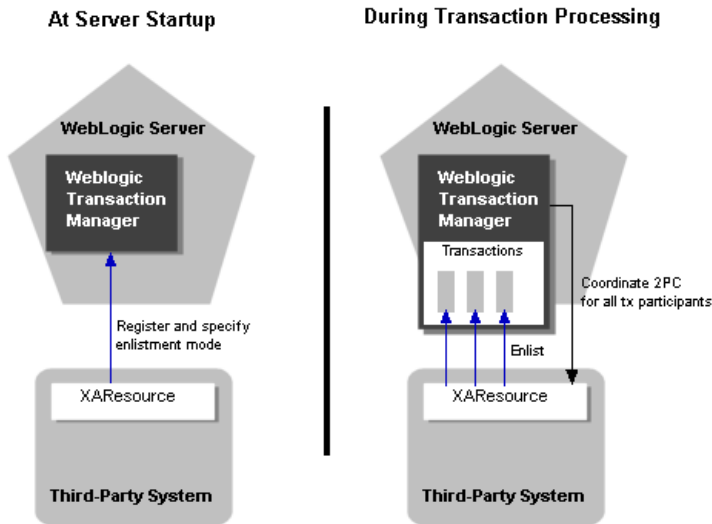 At Server Startup
WebLogic Server
Weblogic
Transaction
Manager
Register and specify
enlistment mode
XAResource
Third-Party System
During Transaction Processing
WebLogic Server
Weblogic
Transaction
Manager
Transactions
Coordinate 2PC
for all tx participants
Enlist
XAResource
Third-Party System